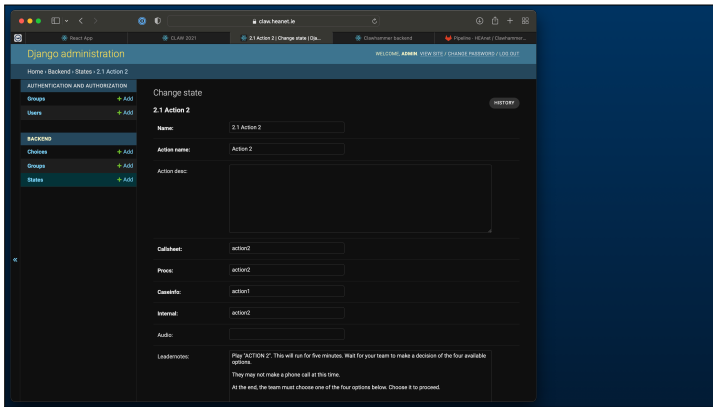 claw.heanet.ie
React App
CLAW 2021
2.1 Action 2 | Change state | Dja...
Clawhammer backend
Pipeline · HEAnet / Clawhammer...
Django administration
WELCOME, ADMIN. VIEW SITE / CHANGE PASSWORD / LOG OUT
Home › Backend › States › 2.1 Action 2
AUTHENTICATION AND AUTHORIZATION
Groups + Add
Users + Add
BACKEND
Choices + Add
Groups + Add
States + Add
«
Change state
HISTORY
2.1 Action 2
Name: 2.1 Action 2
Action name: Action 2
Action desc:
Callsheet: action2
Procs: action2
Caseinfo: action1
Internal: action2
Audio:
Leadernotes: Play "ACTION 2". This will run for five minutes. Wait for your team to make a decision of the four available
options.
They may not make a phone call at this time.
At the end, the team must choose one of the four options below. Choose it to proceed.